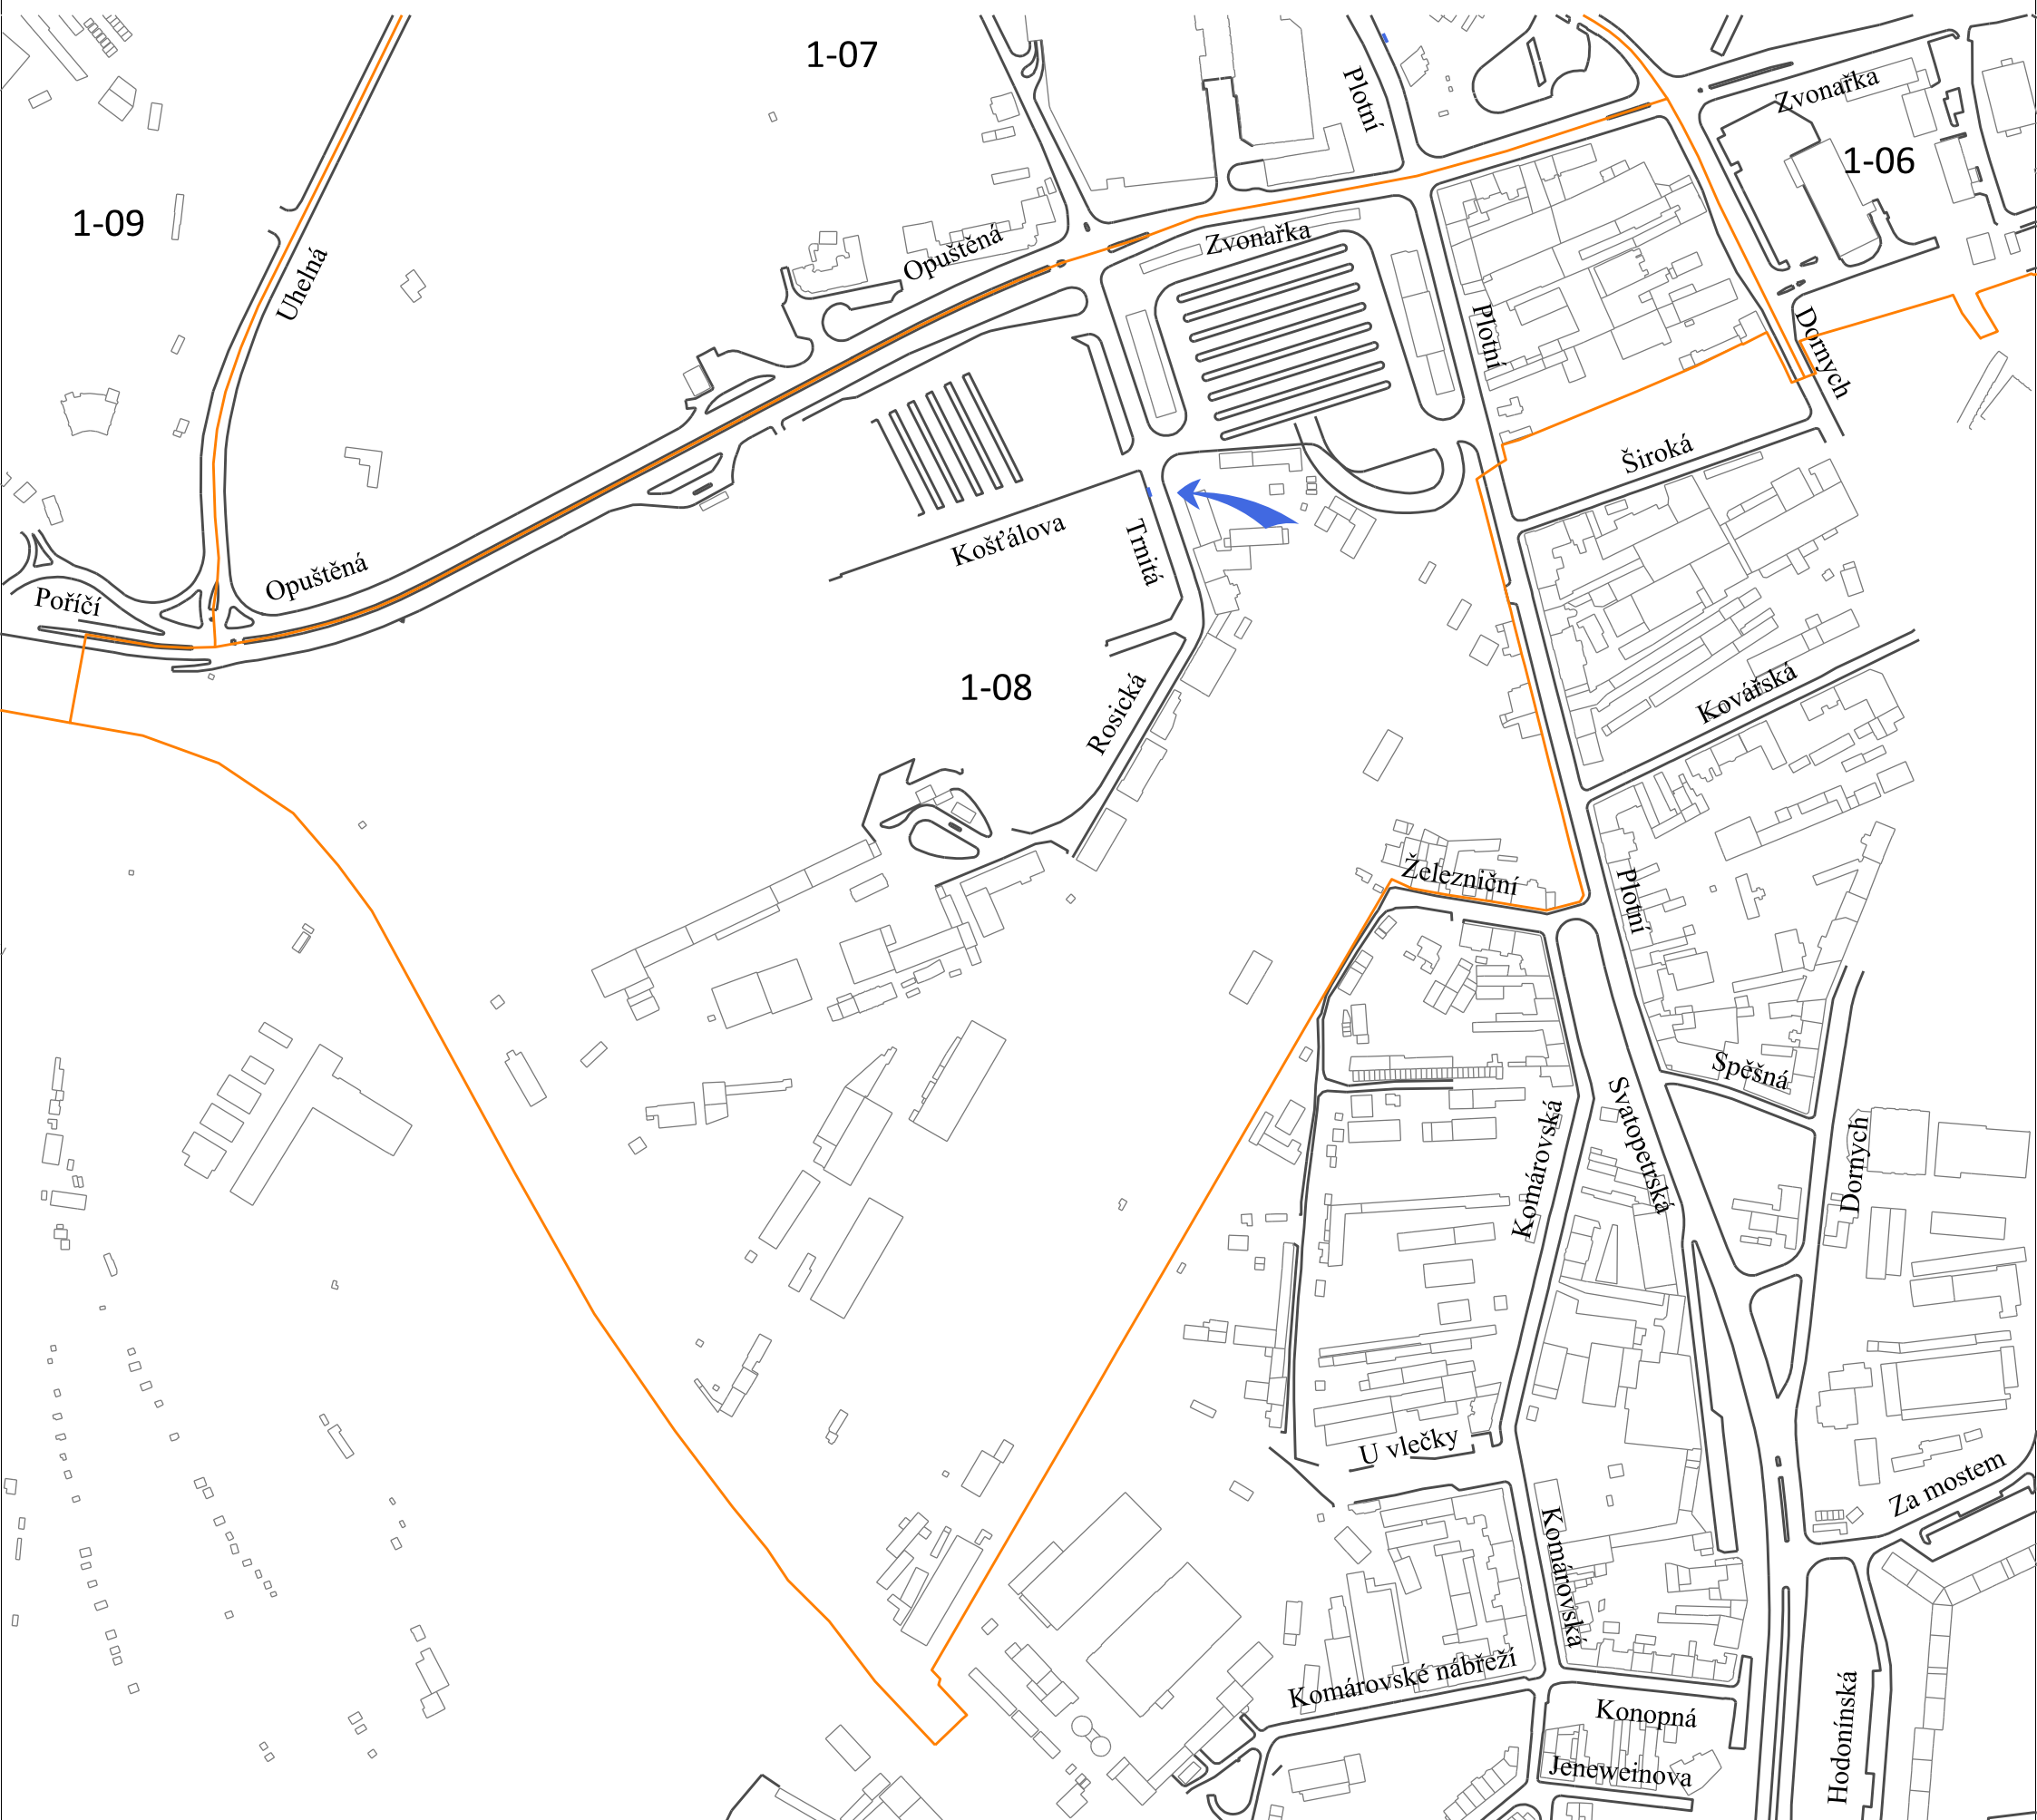 1-07
Plotní
Zvonařka
1-06
1-09
Uhelná
Opuštěná
Zvonařka
Plotní
Dornych
Široká
Opuštěná
Košťálova
Trnitá
Poříčí
1-08
Rosická
Kovářská
Železniční
Plotní
Spěšná
Komárovská
Svatopetrská
Dornych
U vlečky
Za mostem
Komárovská
Komárovské nábřeží
Konopná
Hodonínská
Jeneweinova